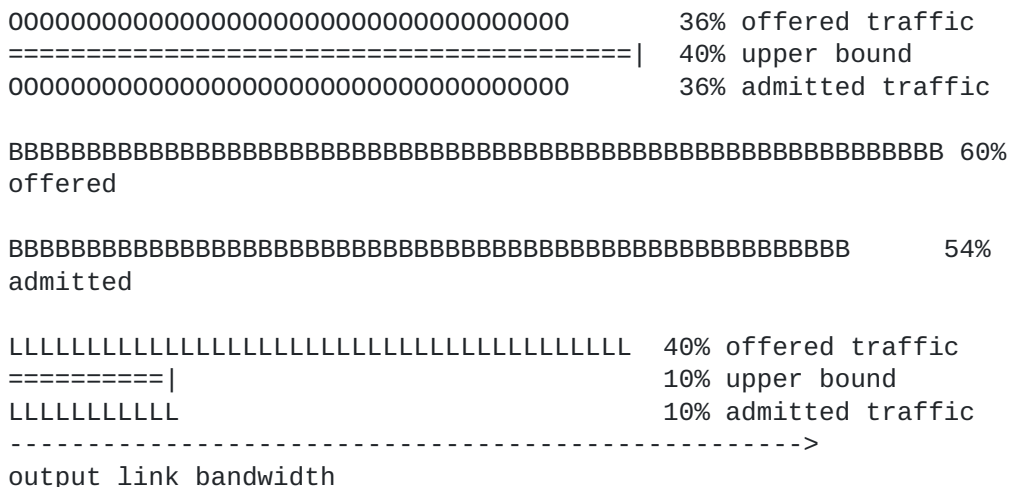 OOOOOOOOOOOOOOOOOOOOOOOOOOOOOOOOOOOO       36% offered traffic
========================================|  40% upper bound
OOOOOOOOOOOOOOOOOOOOOOOOOOOOOOOOOOOO       36% admitted traffic
BBBBBBBBBBBBBBBBBBBBBBBBBBBBBBBBBBBBBBBBBBBBBBBBBBBBBBBBBBBB 60%
offered
BBBBBBBBBBBBBBBBBBBBBBBBBBBBBBBBBBBBBBBBBBBBBBBBBBBBBB      54%
admitted
LLLLLLLLLLLLLLLLLLLLLLLLLLLLLLLLLLLLLLLL  40% offered traffic
==========|                               10% upper bound
LLLLLLLLLLL                               10% admitted traffic
--------------------------------------------------->
output link bandwidth